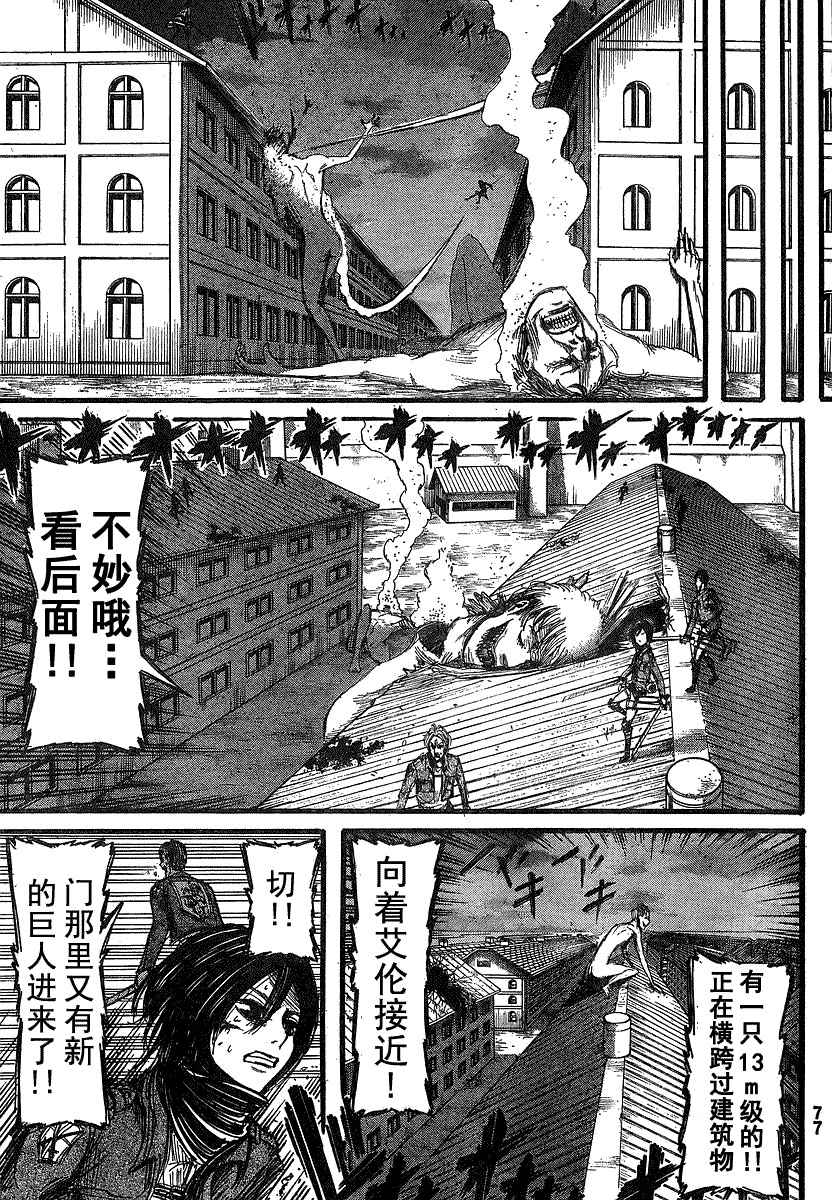 不妙哦…
看后面!!
有一只13m级的!!
正在横跨过建筑物
ギギ
向着艾伦接近！
切!!
门那里又有新
的巨人进来了!!
77